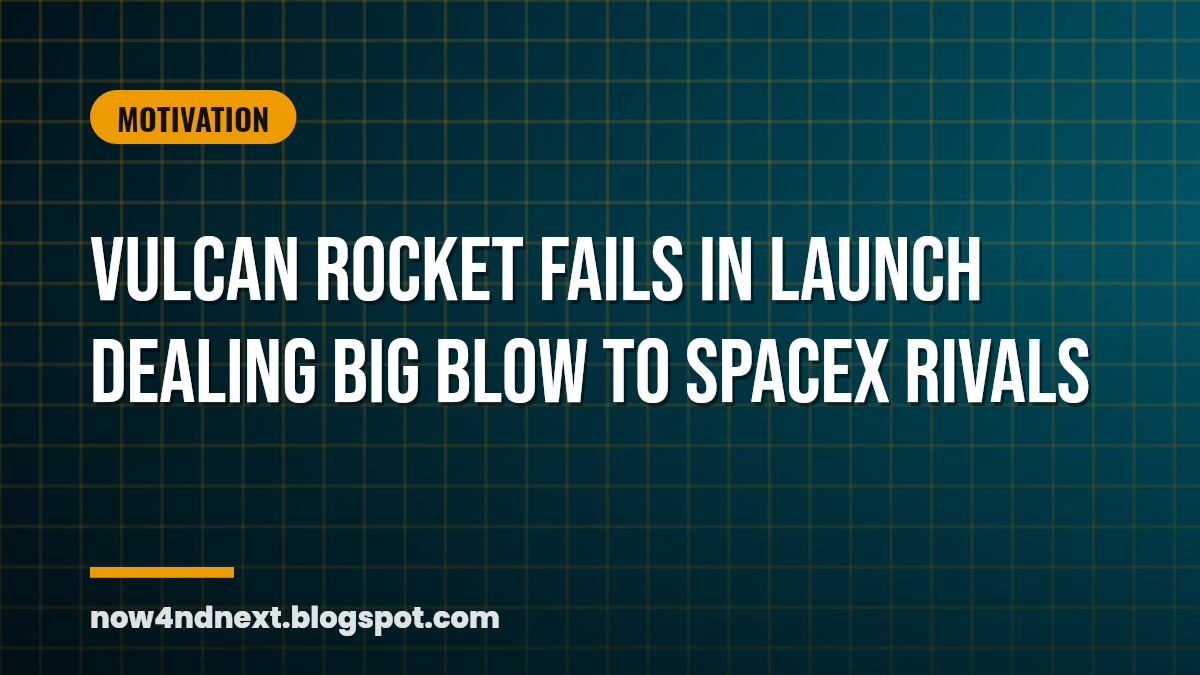 MOTIVATION
VULCAN ROCKET FAILS IN LAUNCH
DEALING BIG BLOW TO SPACEX RIVALS
now4ndnext.blogspot.com